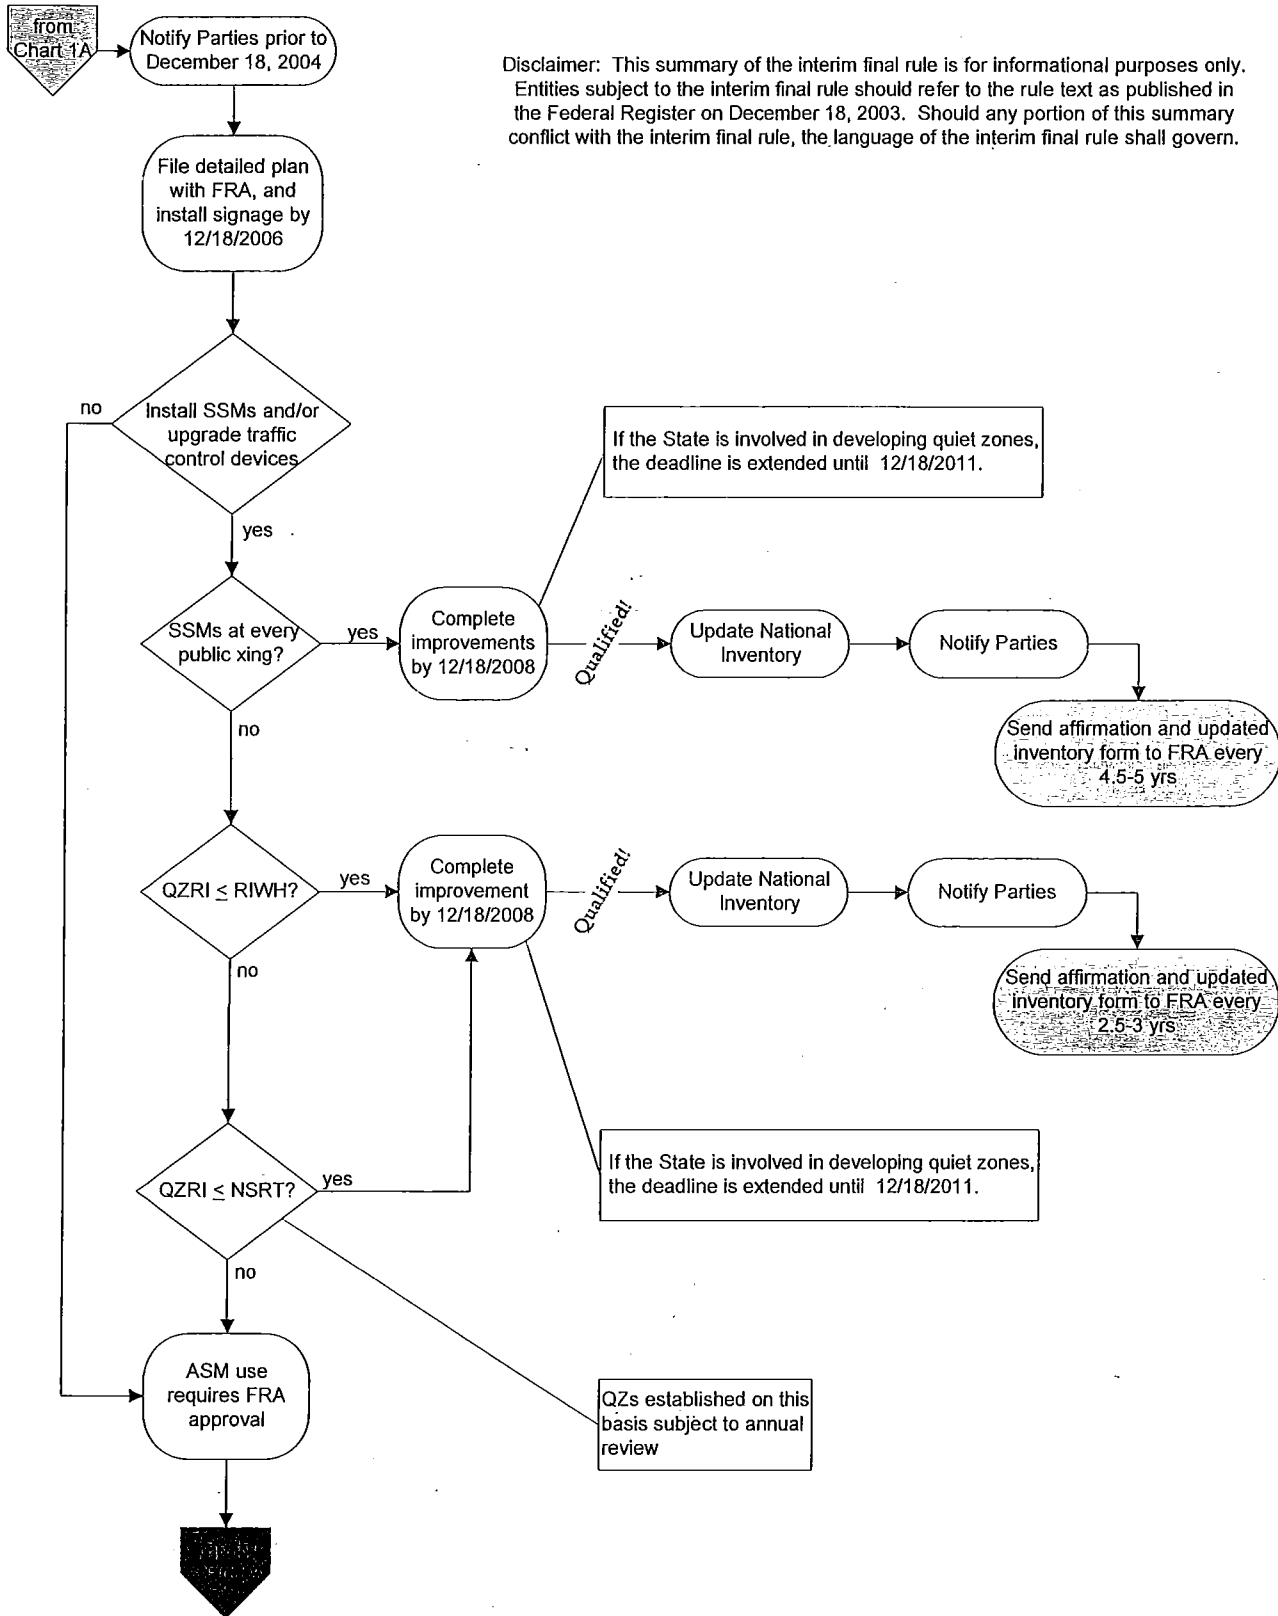 from
Chart 1A
Notify Parties prior to
December 18, 2004
Disclaimer: This summary of the interim final rule is for informational purposes only.
Entities subject to the interim final rule should refer to the rule text as published in
the Federal Register on December 18, 2003. Should any portion of this summary
conflict with the interim final rule, the language of the interim final rule shall govern.
File detailed plan
with FRA, and
install signage by
12/18/2006
no
Install SSMs and/or
upgrade traffic
control devices
yes
If the State is involved in developing quiet zones,
the deadline is extended until 12/18/2011.
SSMs at every
public xing?
yes
Complete
improvements
by 12/18/2008
Qualified!
Update National
Inventory
Notify Parties
no
Send affirmation and updated
inventory form to FRA every
4.5-5 yrs
QZRI ≤ RIWH?
yes
Complete
improvement
by 12/18/2008
Qualified!
Update National
Inventory
Notify Parties
no
Send affirmation and updated
inventory form to FRA every
2.5-3 yrs
QZRI ≤ NSRT?
yes
If the State is involved in developing quiet zones,
the deadline is extended until 12/18/2011.
no
ASM use
requires FRA
approval
QZs established on this
basis subject to annual
review